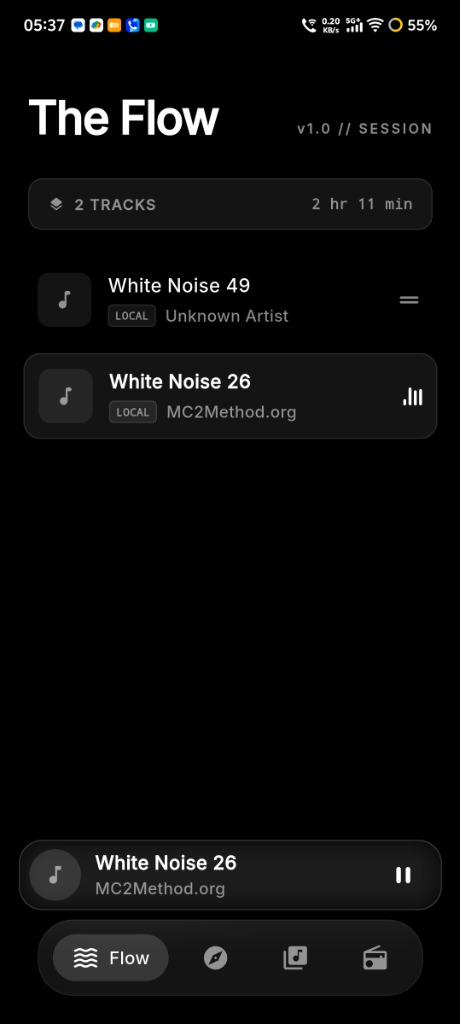 05:37
0.20
KB/s
5G+
55%
The Flow
v1.0 // SESSION
2 TRACKS
2 hr 11 min
White Noise 49
LOCAL Unknown Artist
White Noise 26
LOCAL MC2Method.org
White Noise 26
MC2Method.org
Flow